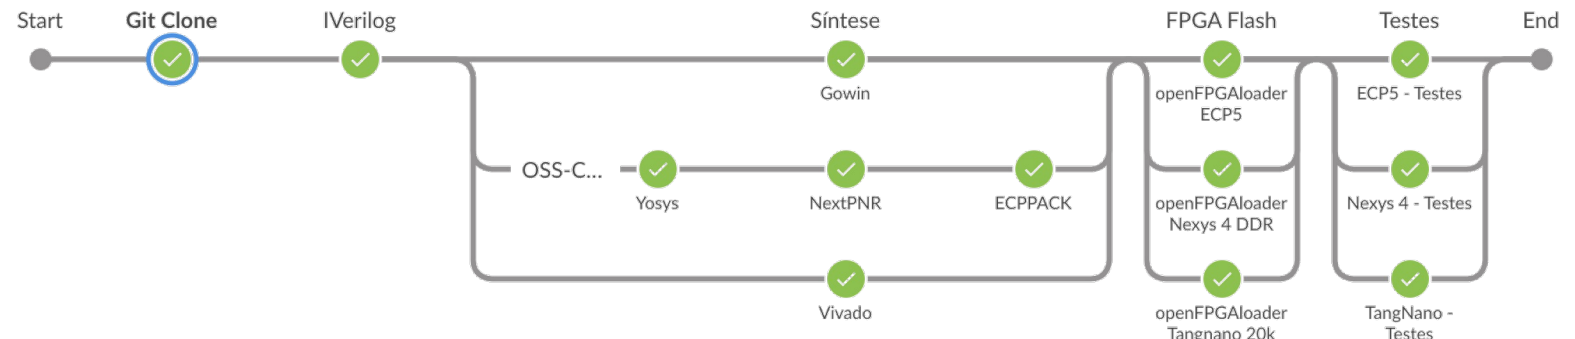 Start
Git Clone
IVerilog
Síntese
FPGA Flash
Testes
End
Gowin
openFPGAloader
ECP5
ECP5 - Testes
OSS-C...
Yosys
NextPNR
ECPPACK
openFPGAloader
Nexys 4 DDR
Nexys 4 - Testes
Vivado
openFPGAloader
Tangnano 20k
TangNano -
Testes